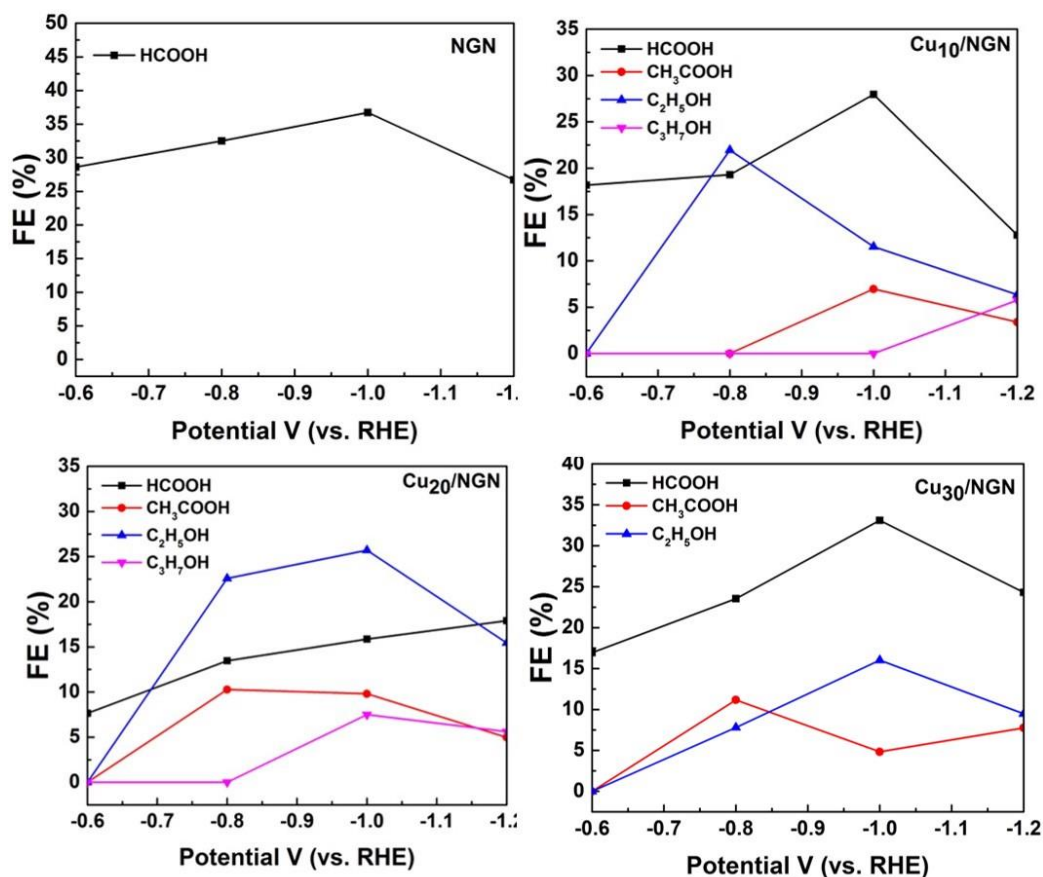 NGN
HCOOH
50
45
40
35
30
25
20
15
10
5
0
FE (%)
-0.6 -0.7 -0.8 -0.9 -1.0 -1.1 -1.
Potential V (vs. RHE)
Cu10/NGN
HCOOH
CH3COOH
C2H5OH
C3H7OH
35
30
25
20
15
10
5
0
FE (%)
-0.6 -0.7 -0.8 -0.9 -1.0 -1.1 -1.2
Potential V (vs. RHE)
Cu20/NGN
HCOOH
CH3COOH
C2H5OH
C3H7OH
35
30
25
20
15
10
5
0
FE (%)
-0.6 -0.7 -0.8 -0.9 -1.0 -1.1 -1.2
Potential V (vs. RHE)
Cu30/NGN
HCOOH
CH3COOH
C2H5OH
40
35
30
25
20
15
10
5
0
FE (%)
-0.6 -0.7 -0.8 -0.9 -1.0 -1.1 -1.2
Potential V (vs. RHE)